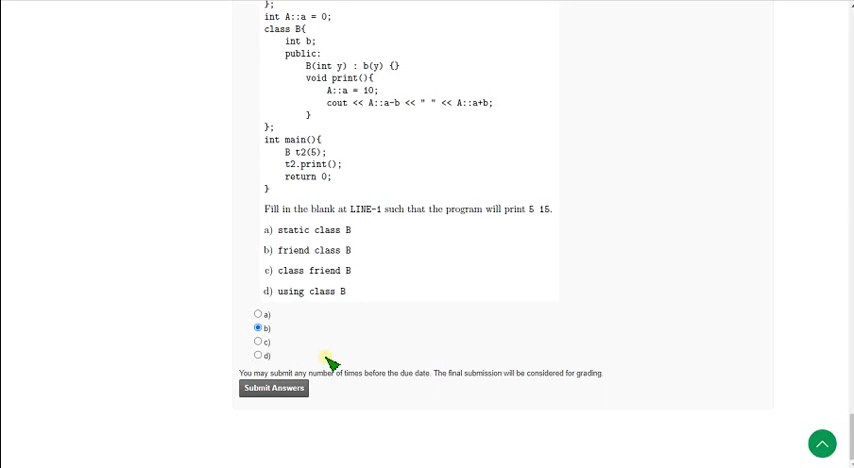 };
int A::a = 0;
class B{
int b;
public:
B(int y) : b(y) {}
void print(){
A::a = 10;
cout << A::a-b << " " << A::a+b;
}
};
int main(){
B t2(5);
t2.print();
return 0;
}
Fill in the blank at LINE-1 such that the program will print 5 15.
a) static class B
b) friend class B
c) class friend B
d) using class B
a)
b)
c)
d)
You may submit any number of times before the due date. The final submission will be considered for grading.
Submit Answers